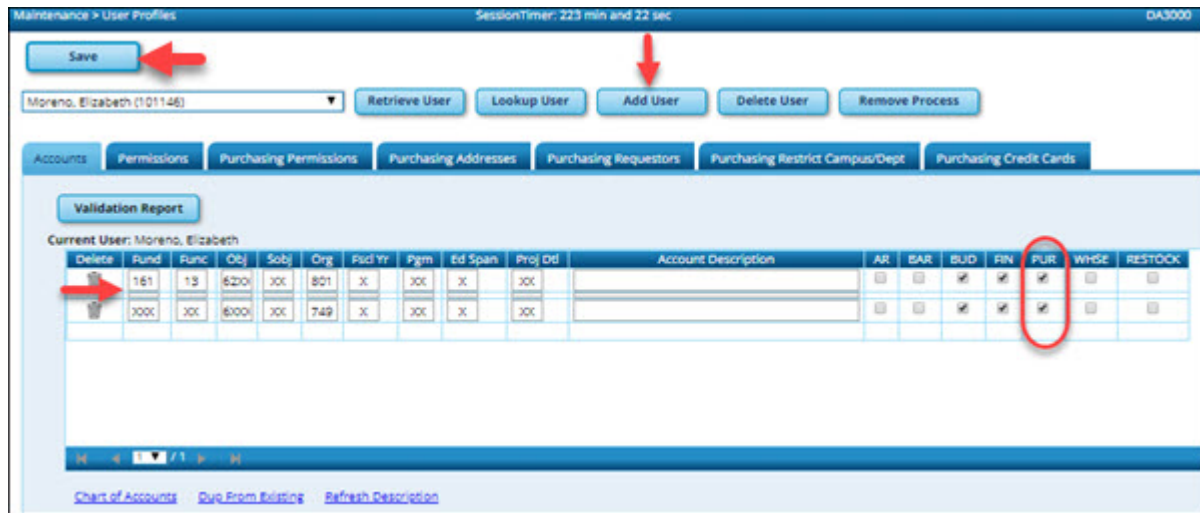 Maintenance > User Profiles SessionTimer: 223 min and 22 sec DA3000
Save
Moreno, Elizabeth (101146) Retrieve User Lookup User Add User Delete User Remove Process
Accounts Permissions Purchasing Permissions Purchasing Addresses Purchasing Requestors Purchasing Restrict Campus/Dept Purchasing Credit Cards
Validation Report
Current User: Moreno, Elizabeth
Delete Fund Func Obj Sobj Org Fscl Yr Pgm Ed Span Proj Dtl Account Description AR BAR BUD FIN PUR WHSE RESTOCK
161 13 62XX XX 801 X XX X XX
XXX XX 6XXX XX 749 X XX X XX
1 / 1
Chart of Accounts Dup From Existing Refresh Description